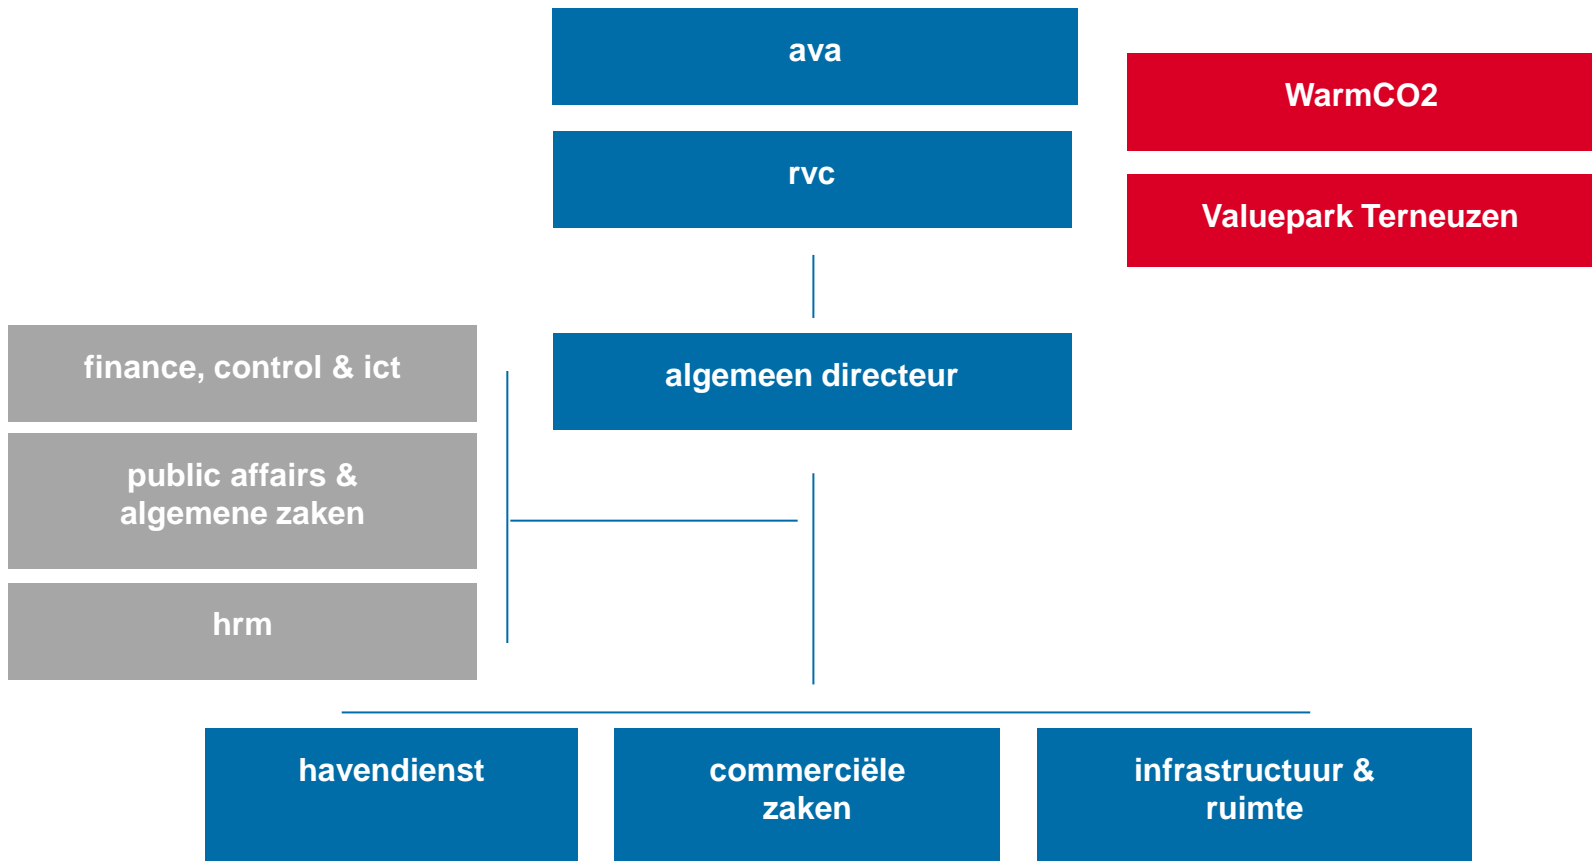 ava
WarmCO2
rvc
Valuepark Terneuzen
finance, control & ict
algemeen directeur
public affairs &
algemene zaken
hrm
havendienst
commerciële
zaken
infrastructuur &
ruimte